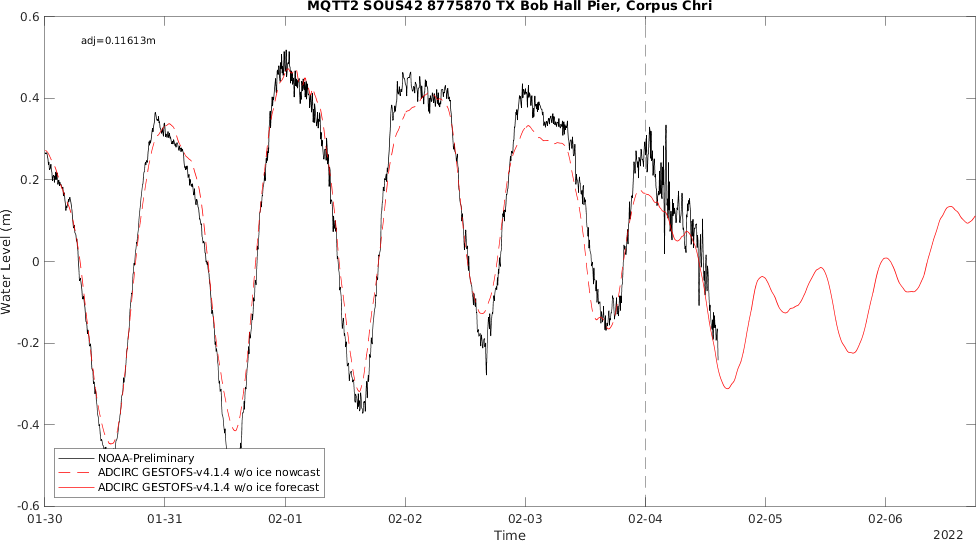 MQTT2 SOUS42 8775870 TX Bob Hall Pier, Corpus Chri
adj=0.11613m
0.6
0.4
0.2
0
-0.2
-0.4
-0.6
Water Level (m)
NOAA-Preliminary
ADCIRC GESTOFS-v4.1.4 w/o ice nowcast
ADCIRC GESTOFS-v4.1.4 w/o ice forecast
01-30 01-31 02-01 02-02 02-03 02-04 02-05 02-06
Time
2022